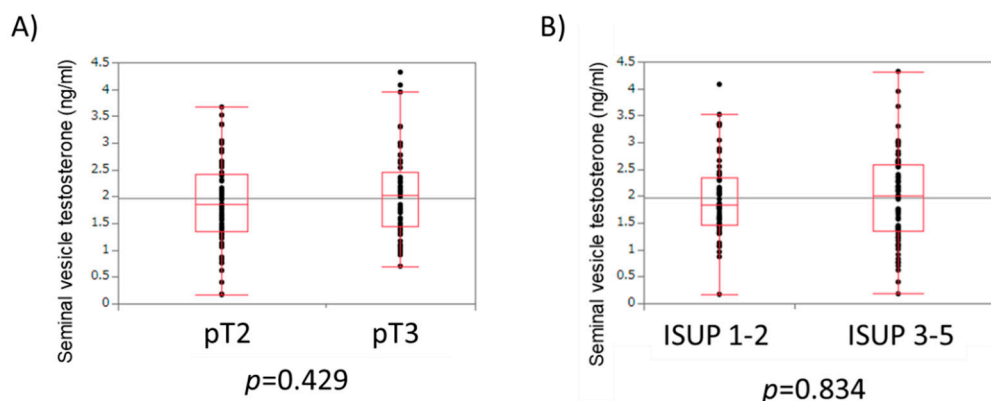 A)
Seminal vesicle testosterone (ng/ml)
4.5
4
3.5
3
2.5
2
1.5
1
0.5
0
pT2 pT3
p=0.429
B)
Seminal vesicle testosterone (ng/ml)
4.5
4
3.5
3
2.5
2
1.5
1
0.5
0
ISUP 1-2 ISUP 3-5
p=0.834